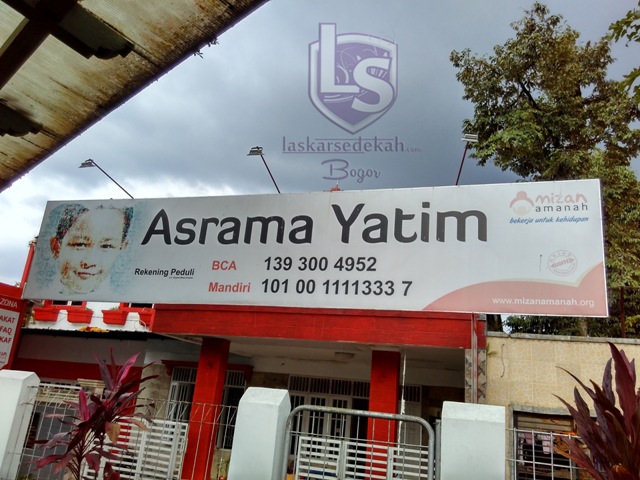 LS
laskarsedekah.com
Bogor
mizan
amanah
bekerja untuk kehidupan
Asrama Yatim
Rekening Peduli
BCA 139 300 4952
Mandiri 101 00 1111333 7
www.mizanamanah.org